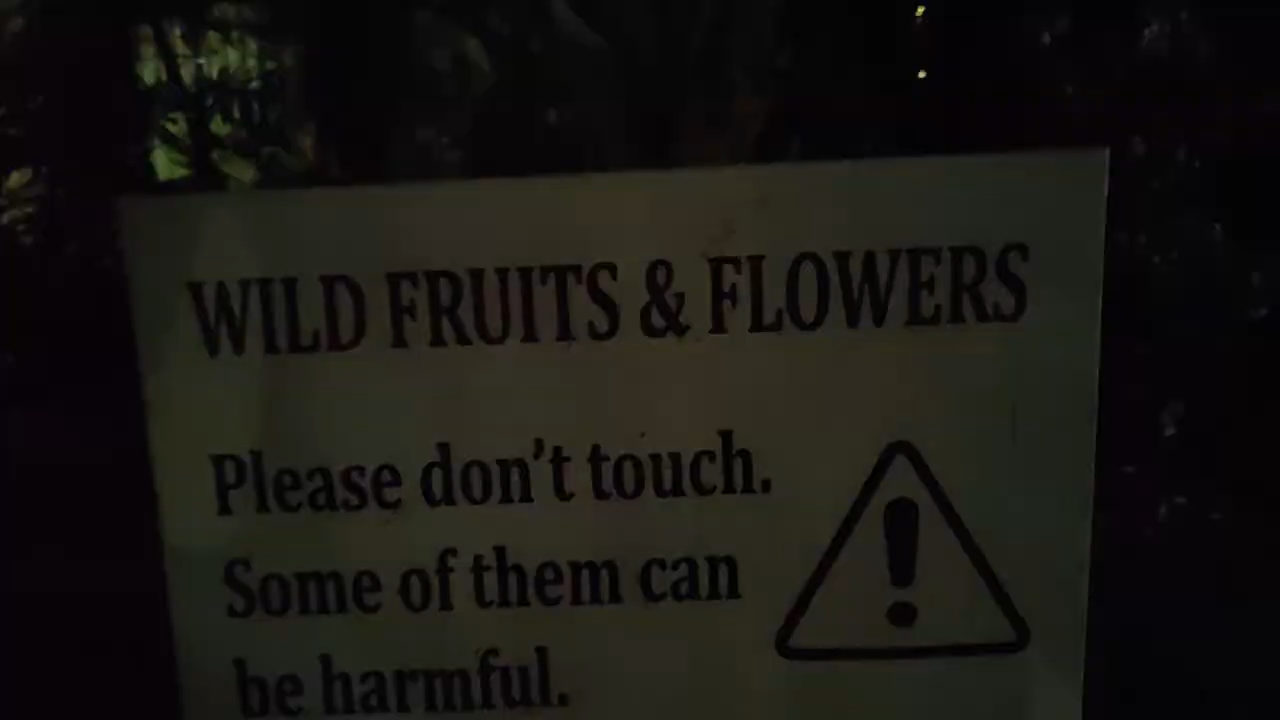 WILD FRUITS & FLOWERS
Please don't touch.
Some of them can
be harmful.